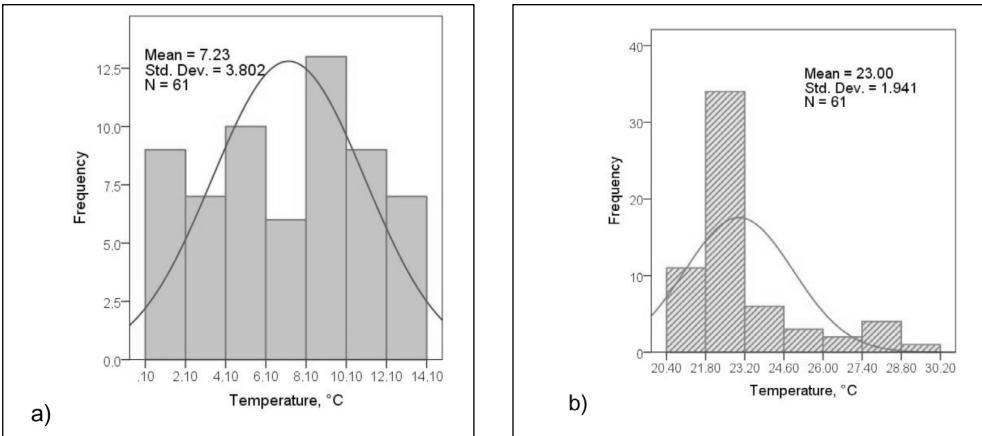 Mean = 7.23
Std. Dev. = 3.802
N = 61
12.5
10.0
7.5
5.0
2.5
0.0
Frequency
.10 2.10 4.10 6.10 8.10 10.10 12.10 14.10
Temperature, °C
a)
Mean = 23.00
Std. Dev. = 1.941
N = 61
40
30
20
10
0
Frequency
20.40 21.80 23.20 24.60 26.00 27.40 28.80 30.20
Temperature, °C
b)